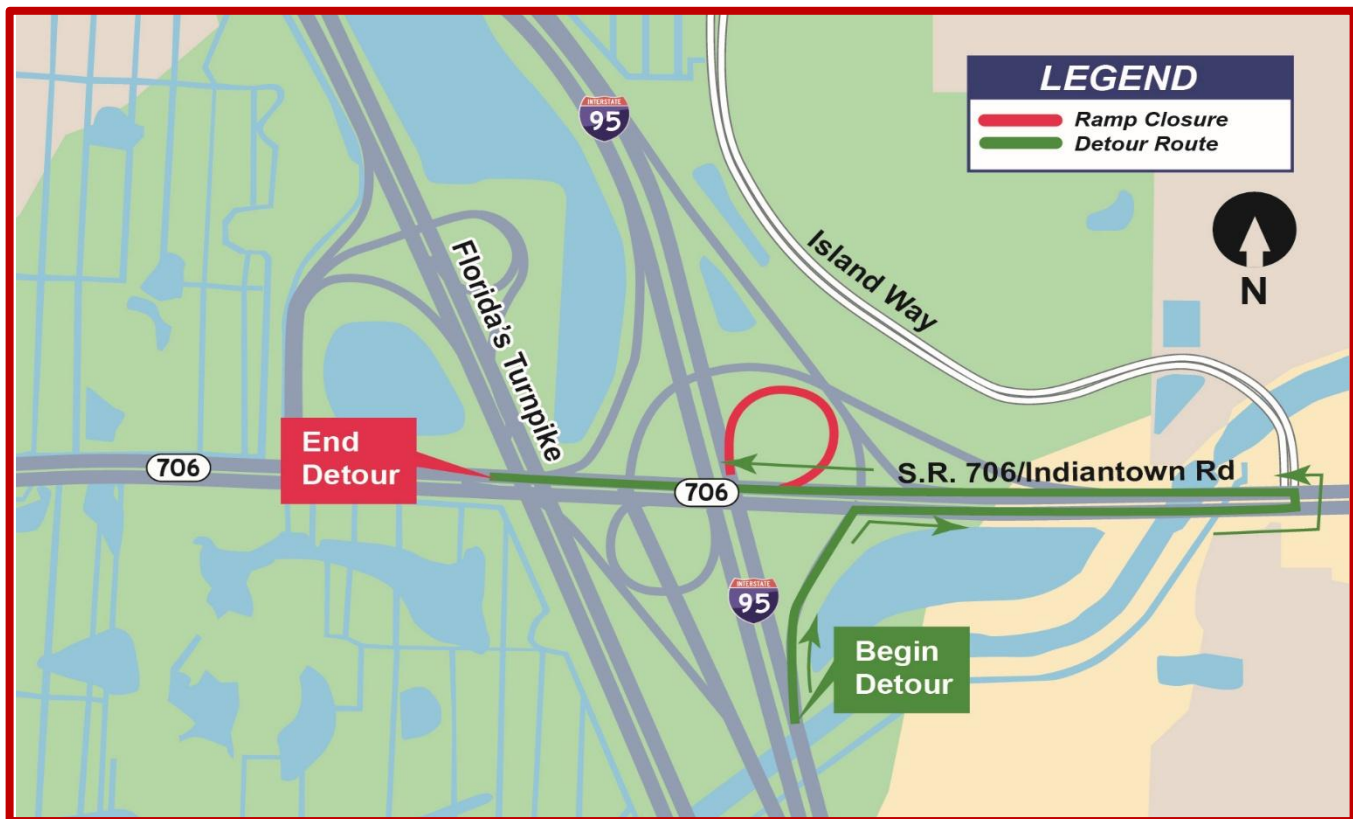 LEGEND
Ramp Closure
Detour Route
INTERSTATE
95
N
Island Way
Florida's Turnpike
End
Detour
706
S.R. 706/Indiantown Rd
706
INTERSTATE
95
Begin
Detour